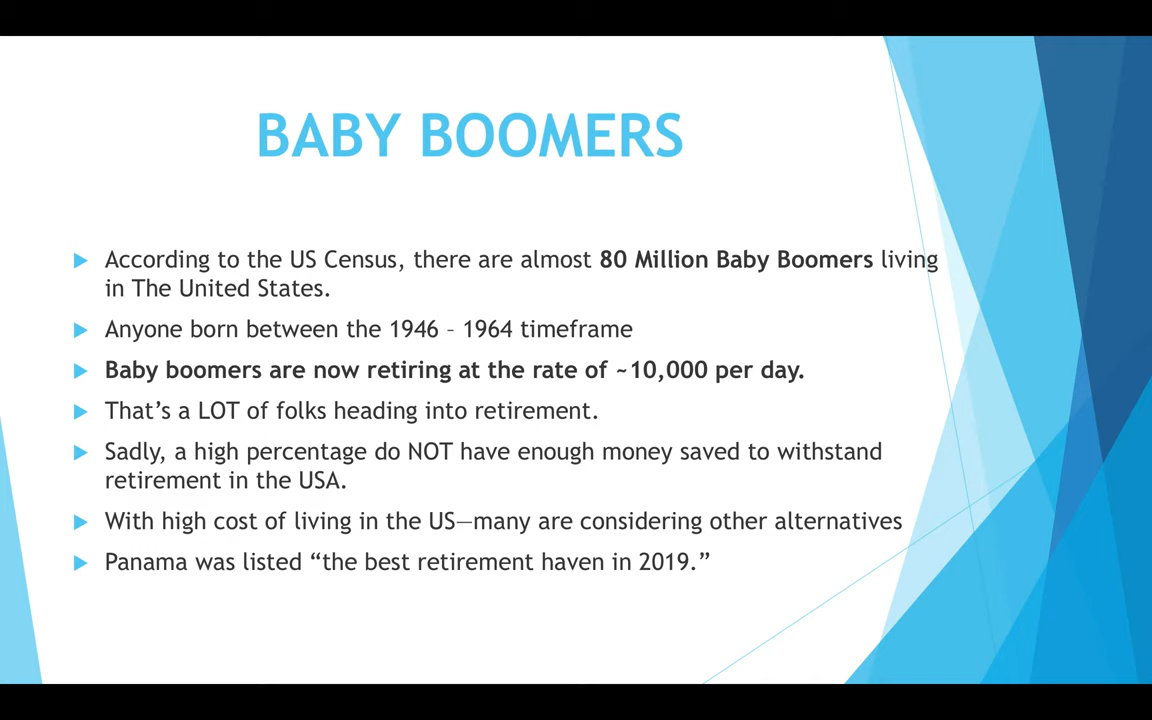 BABY BOOMERS
According to the US Census, there are almost 80 Million Baby Boomers living
in The United States.
Anyone born between the 1946 – 1964 timeframe
Baby boomers are now retiring at the rate of ~10,000 per day.
That's a LOT of folks heading into retirement.
Sadly, a high percentage do NOT have enough money saved to withstand
retirement in the USA.
With high cost of living in the US—many are considering other alternatives
Panama was listed “the best retirement haven in 2019.”